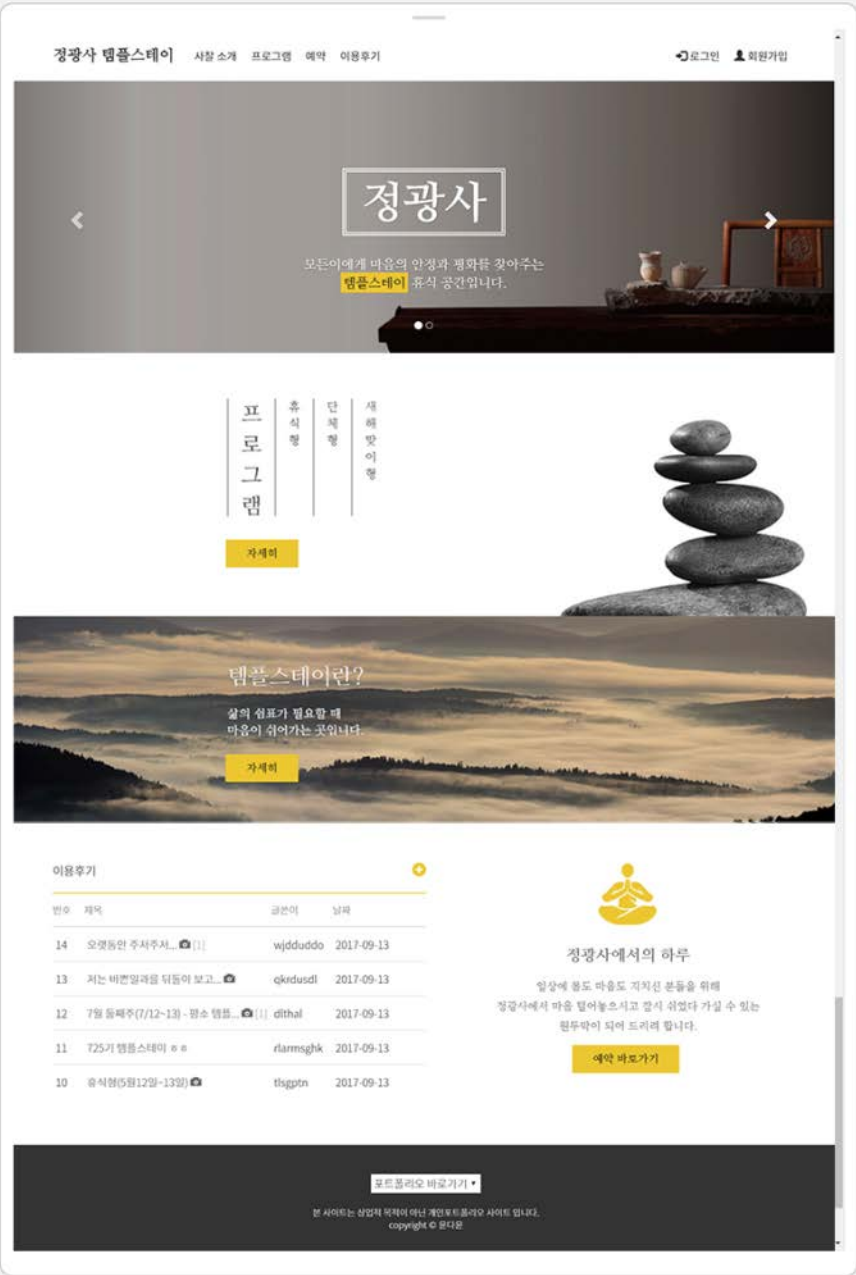 정광사 템플스테이 사찰 소개 프로그램 예약 이용후기 로그인 회원가입
정광사
모든이에게 마음의 안정과 평화를 찾아주는
템플스테이 휴식 공간입니다.
프로그램
휴식형
단체형
새해맞이형
자세히
템플스테이란?
삶의 쉼표가 필요할 때
마음이 쉬어가는 곳입니다.
자세히
이용후기
번호 제목 글쓴이 날짜
14 오랫동안 주저주저... [1] wjdduddo 2017-09-13
13 저는 바쁜일과를 뒤돌아 보고... qkrdusdl 2017-09-13
12 7월 둘째주(7/12~13) - 평소 템플... [1] dlthal 2017-09-13
11 725기 템플스테이 ㅎㅎ rlarmsghk 2017-09-13
10 휴식형(5월12일~13일) tlsgptn 2017-09-13
정광사에서의 하루
일상에 몸도 마음도 지치신 분들을 위해
정광사에서 마음 털어놓으시고 잠시 쉬었다 가실 수 있는
원두막이 되어 드리려 합니다.
예약 바로가기
포트폴리오 바로가기
본 사이트는 상업적 목적이 아닌 개인포트폴리오 사이트 입니다.
copyright © 윤다운